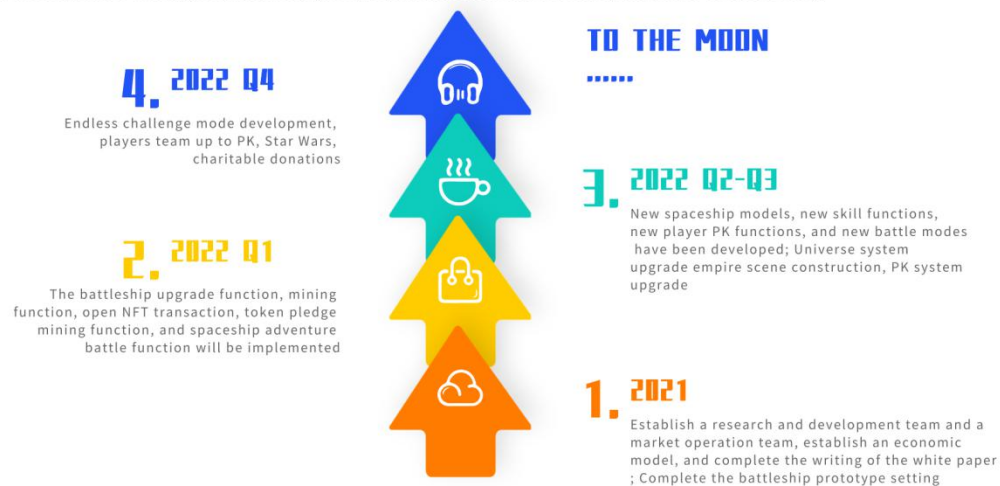 TO THE MOON
......
4. 2022 Q4
Endless challenge mode development,
players team up to PK, Star Wars,
charitable donations
3. 2022 Q2-Q3
New spaceship models, new skill functions,
new player PK functions, and new battle modes
have been developed; Universe system
upgrade empire scene construction, PK system
upgrade
2. 2022 Q1
The battleship upgrade function, mining
function, open NFT transaction, token pledge
mining function, and spaceship adventure
battle function will be implemented
1. 2021
Establish a research and development team and a
market operation team, establish an economic
model, and complete the writing of the white paper
; Complete the battleship prototype setting